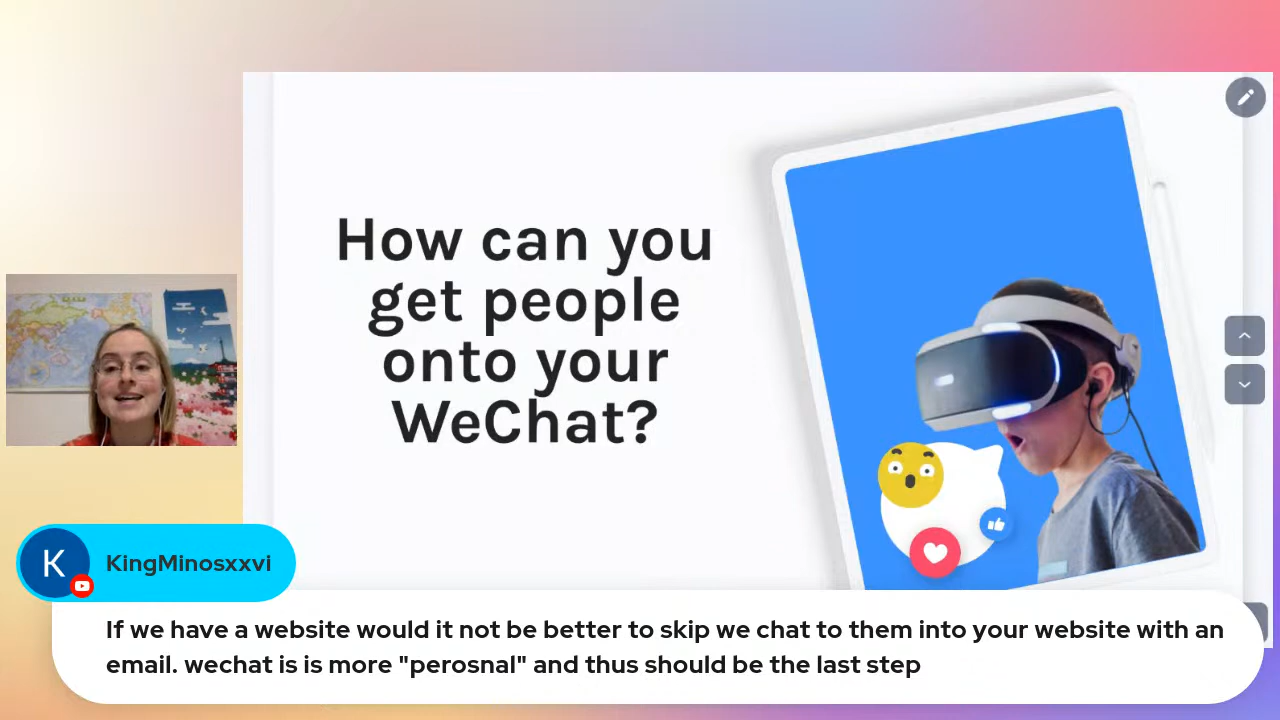 How can you
get people
onto your
WeChat?
K
KingMinosxxvi
If we have a website would it not be better to skip we chat to them into your website with an
email. wechat is is more "perosnal" and thus should be the last step